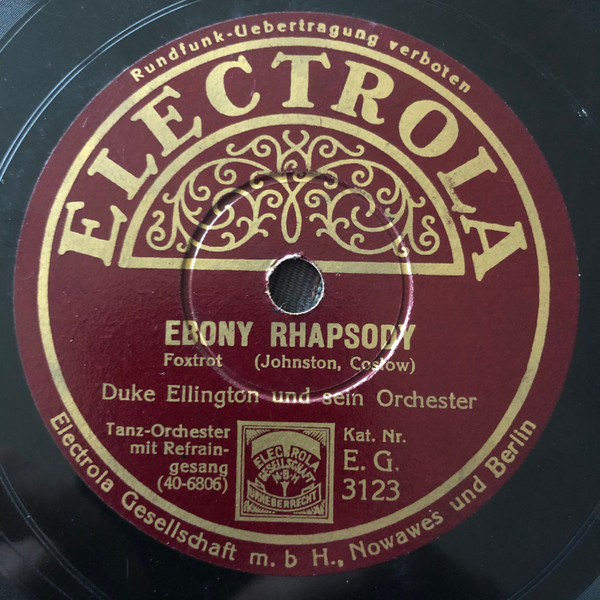 Rundfunk-Uebertragung verboten
ELECTROLA
EBONY RHAPSODY
Foxtrot (Johnston, Coslow)
Duke Ellington und sein Orchester
Tanz-Orchester
mit Refrain-
gesang
(40-6806)
ELECTROLA
GESELLSCHAFT
M·B·H
URHEBERRECHT
Kat. Nr.
E. G.
3123
Electrola Gesellschaft m. b H., Nowawes und Berlin